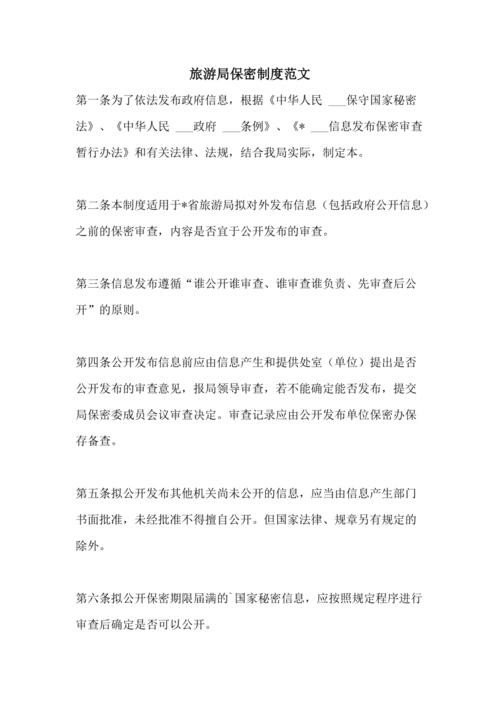 旅游局保密制度范文
第一条为了依法发布政府信息，根据《中华人民 ___保守国家秘密
法》、《中华人民 ___政府 ___条例》、《* ___信息发布保密审查
暂行办法》和有关法律、法规，结合我局实际，制定本。
第二条本制度适用于*省旅游局拟对外发布信息（包括政府公开信息）
之前的保密审查，内容是否宜于公开发布的审查。
第三条信息发布遵循“谁公开谁审查、谁审查谁负责、先审查后公
开”的原则。
第四条公开发布信息前应由信息产生和提供处室（单位）提出是否
公开发布的审查意见，报局领导审查，若不能确定能否发布，提交
局保密委成员会议审查决定。审查记录应由公开发布单位保密办保
存备查。
第五条拟公开发布其他机关尚未公开的信息，应当由信息产生部门
书面批准，未经批准不得擅自公开。但国家法律、规章另有规定的
除外。
第六条拟公开保密期限届满的`国家秘密信息，应按照规定程序进行
审查后确定是否可以公开。